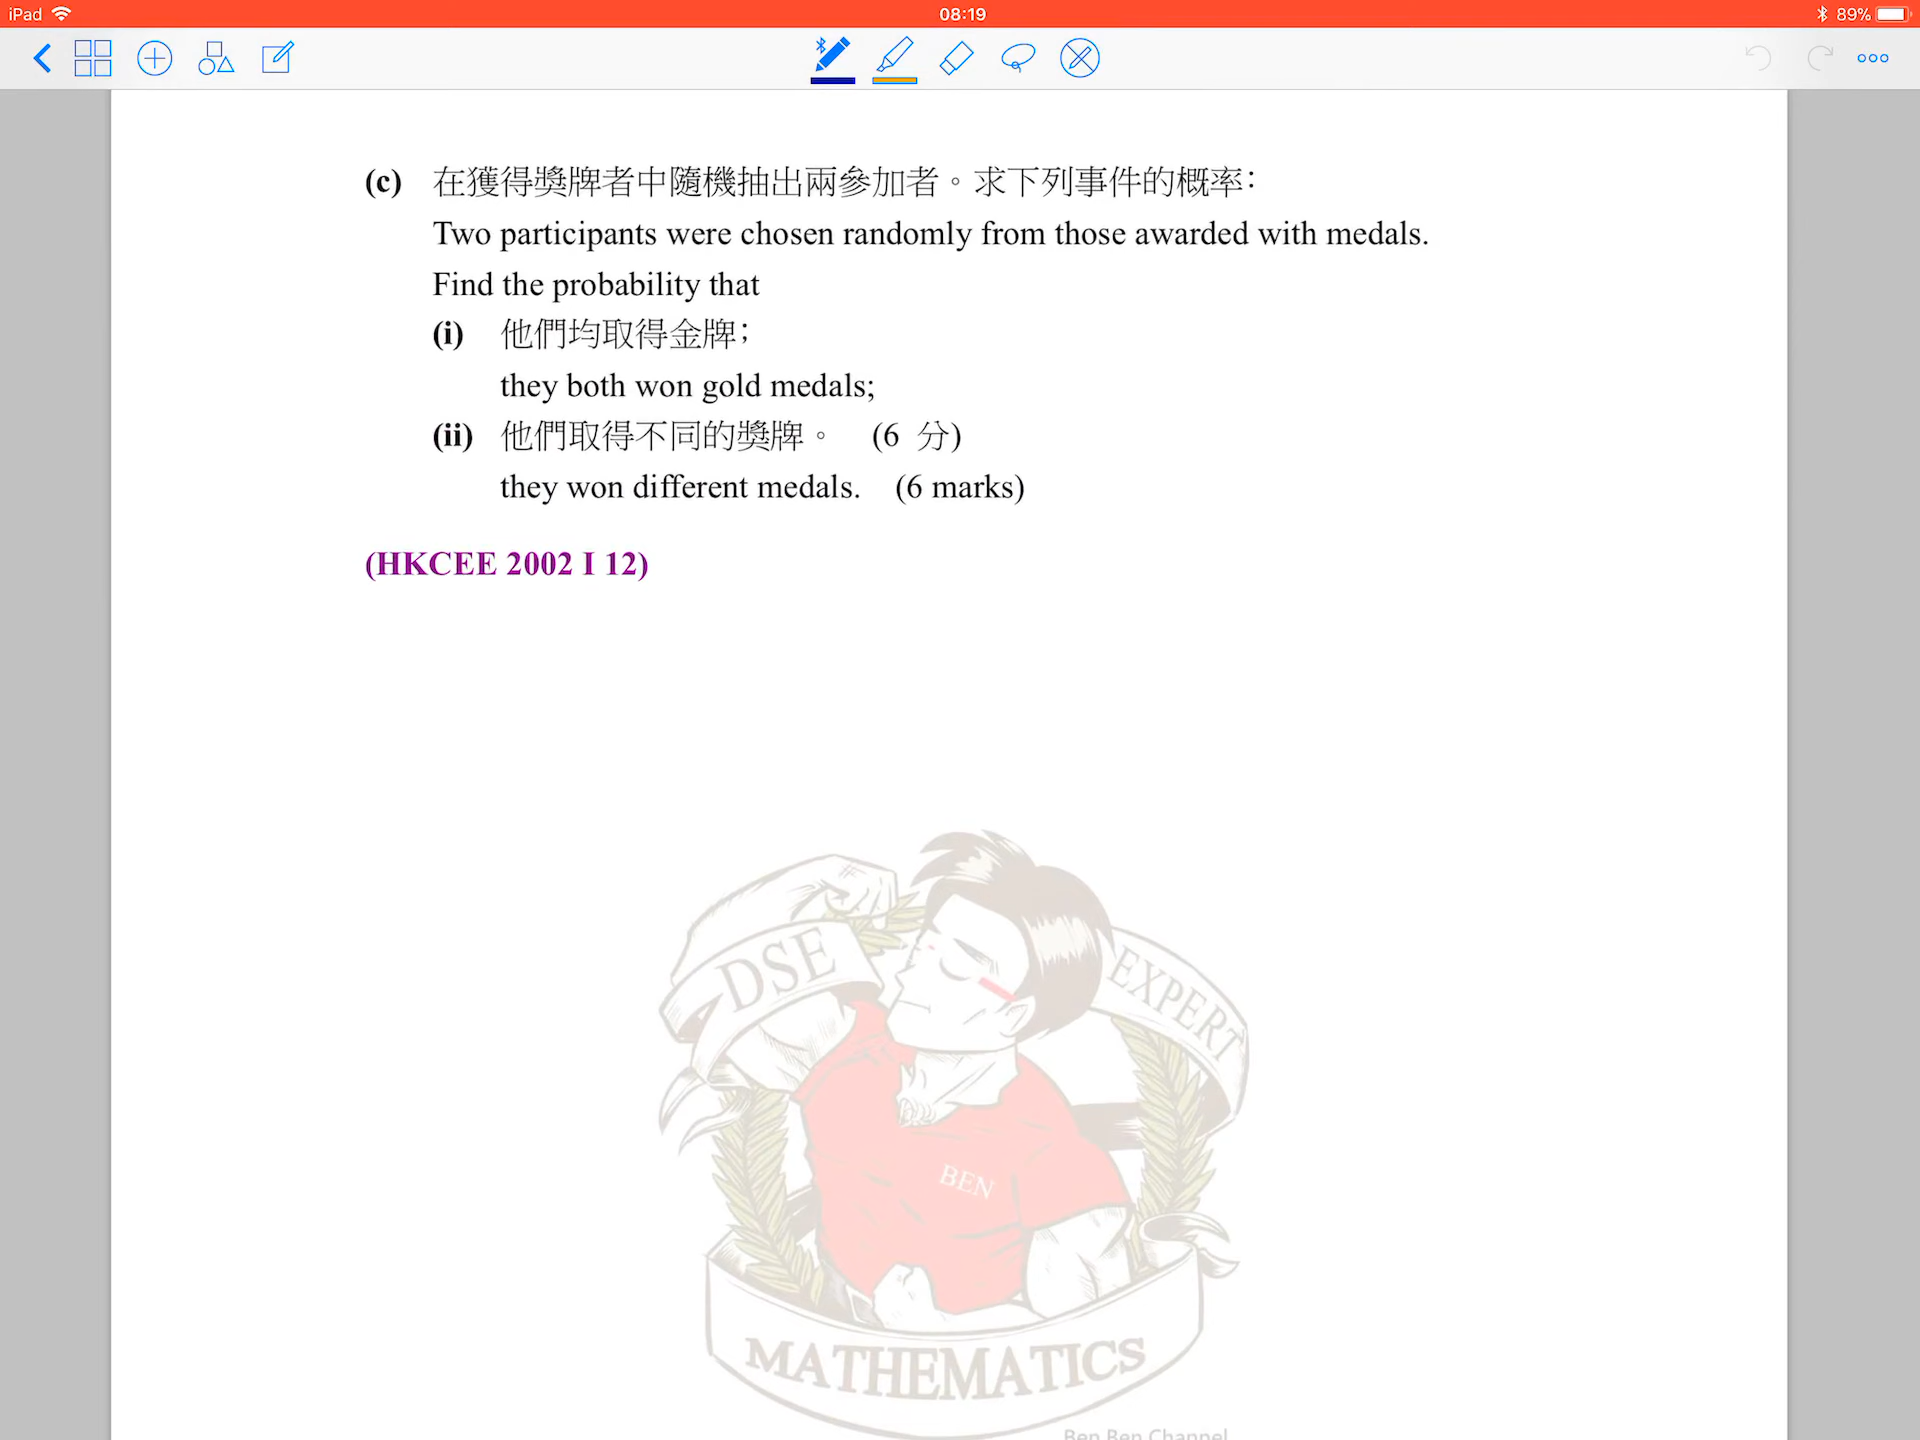 iPad
08:19
89%
(c) 在獲得獎牌者中隨機抽出兩參加者。求下列事件的概率：
Two participants were chosen randomly from those awarded with medals.
Find the probability that
(i) 他們均取得金牌；
they both won gold medals;
(ii) 他們取得不同的獎牌。 (6 分)
they won different medals. (6 marks)
(HKCEE 2002 I 12)
DSE
EXPERT
BEN
MATHEMATICS
Ben Ben Channel